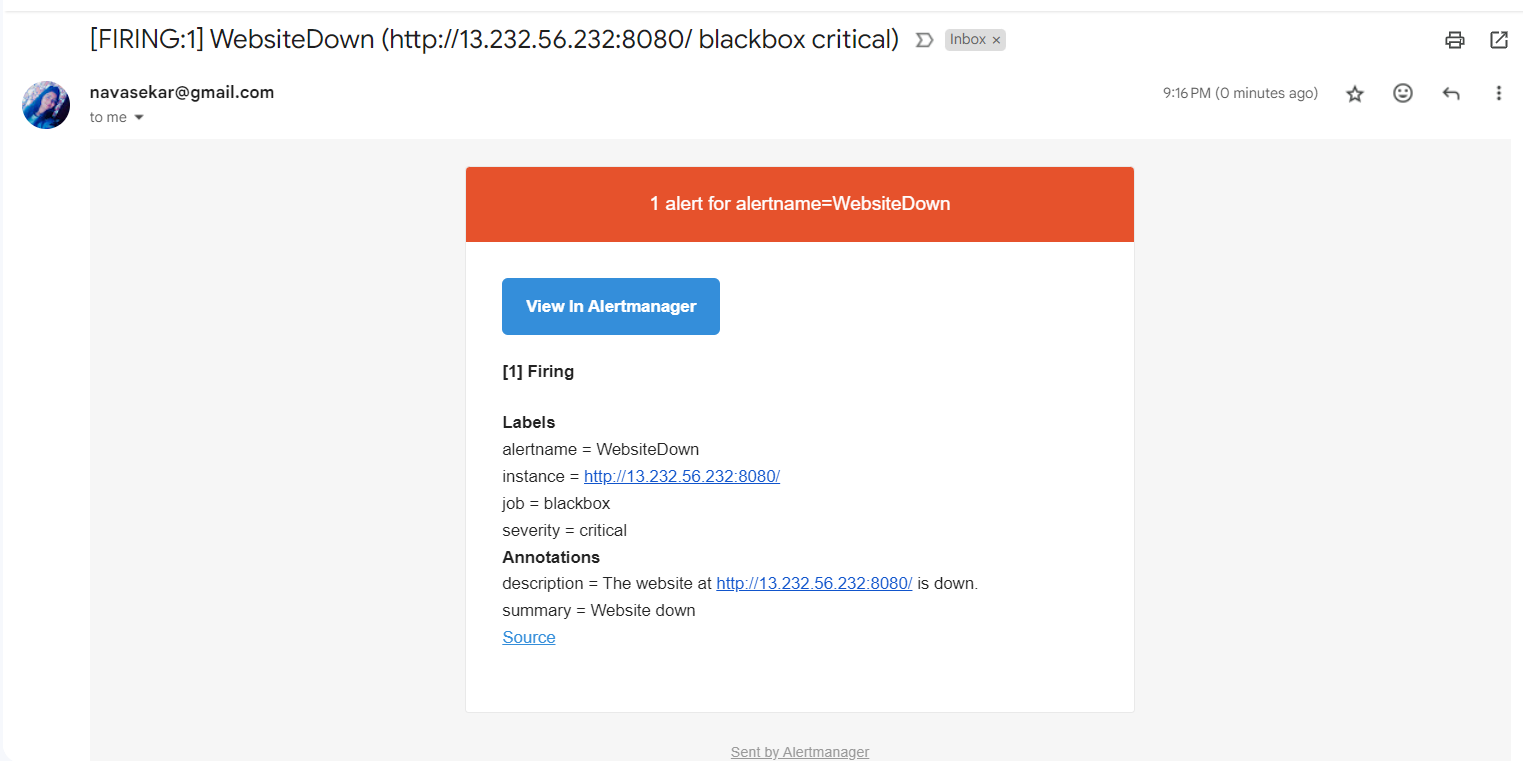 [FIRING:1] WebsiteDown (http://13.232.56.232:8080/ blackbox critical)
Inbox ×
navasekar@gmail.com
9:16 PM (0 minutes ago)
to me
1 alert for alertname=WebsiteDown
View In Alertmanager
[1] Firing
Labels
alertname = WebsiteDown
instance = http://13.232.56.232:8080/
job = blackbox
severity = critical
Annotations
description = The website at http://13.232.56.232:8080/ is down.
summary = Website down
Source
Sent by Alertmanager